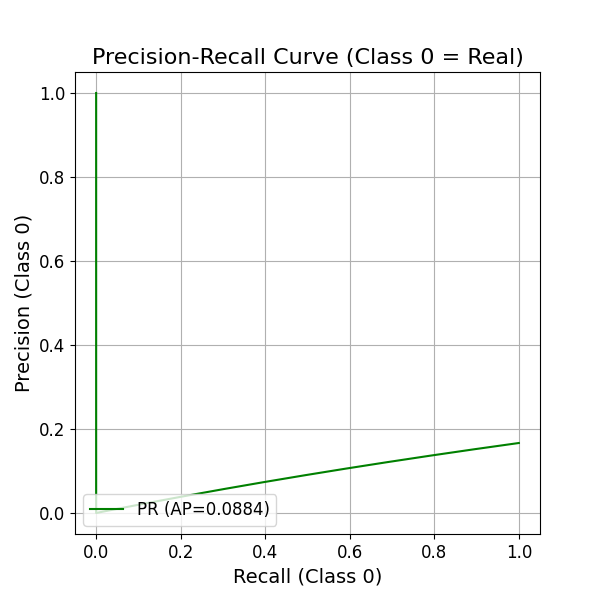 Precision-Recall Curve (Class 0 = Real)
Precision (Class 0)
1.0
0.8
0.6
0.4
0.2
0.0
PR (AP=0.0884)
0.0 0.2 0.4 0.6 0.8 1.0
Recall (Class 0)